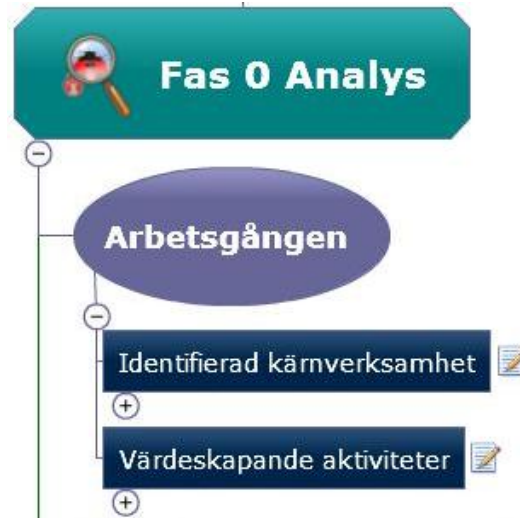 Fas 0 Analys
Arbetsgången
Identifierad kärnverksamhet
Värdeskapande aktiviteter